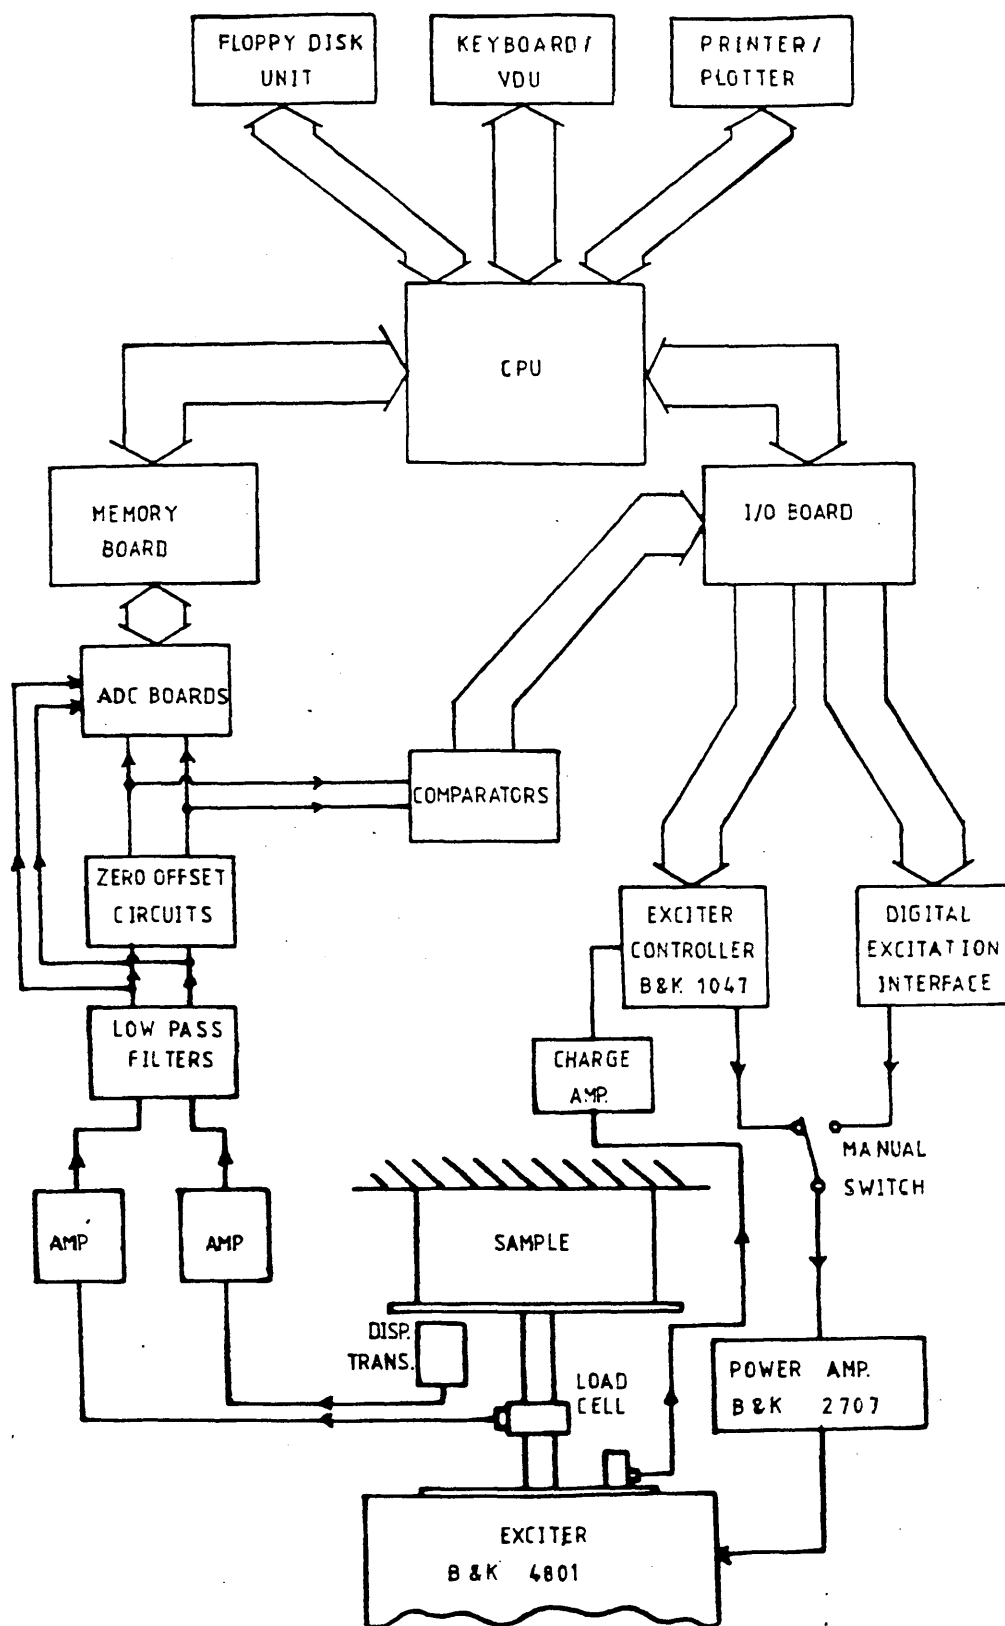 FLOPPY DISK
UNIT
KEYBOARD/
VDU
PRINTER/
PLOTTER
CPU
MEMORY
BOARD
I/O BOARD
ADC BOARDS
COMPARATORS
ZERO OFFSET
CIRCUITS
EXCITER
CONTROLLER
B&K 1047
DIGITAL
EXCITATION
INTERFACE
LOW PASS
FILTERS
CHARGE
AMP.
MANUAL
SWITCH
AMP
AMP
SAMPLE
DISP.
TRANS.
LOAD
CELL
POWER AMP.
B&K 2707
EXCITER
B&K 4801